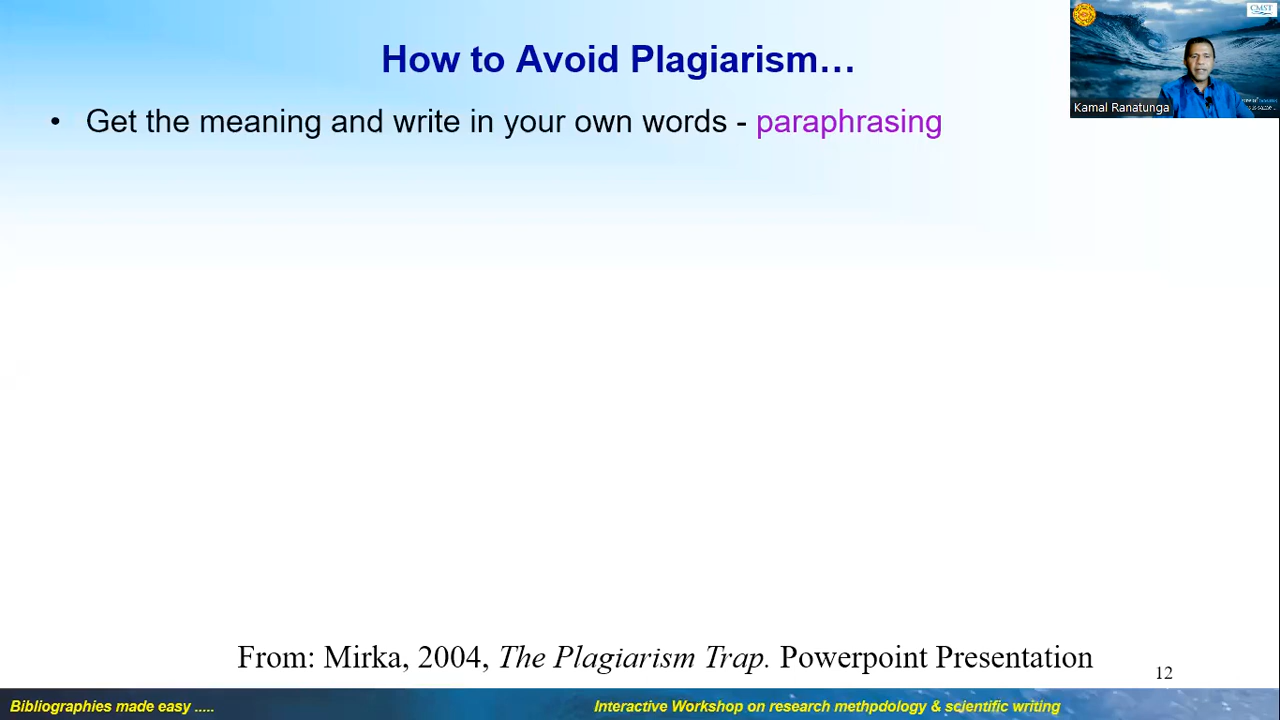 How to Avoid Plagiarism…
• Get the meaning and write in your own words - paraphrasing
CMST
Kamal Ranatunga
From: Mirka, 2004, The Plagiarism Trap. Powerpoint Presentation
12
Bibliographies made easy .....
Interactive Workshop on research methpdology & scientific writing